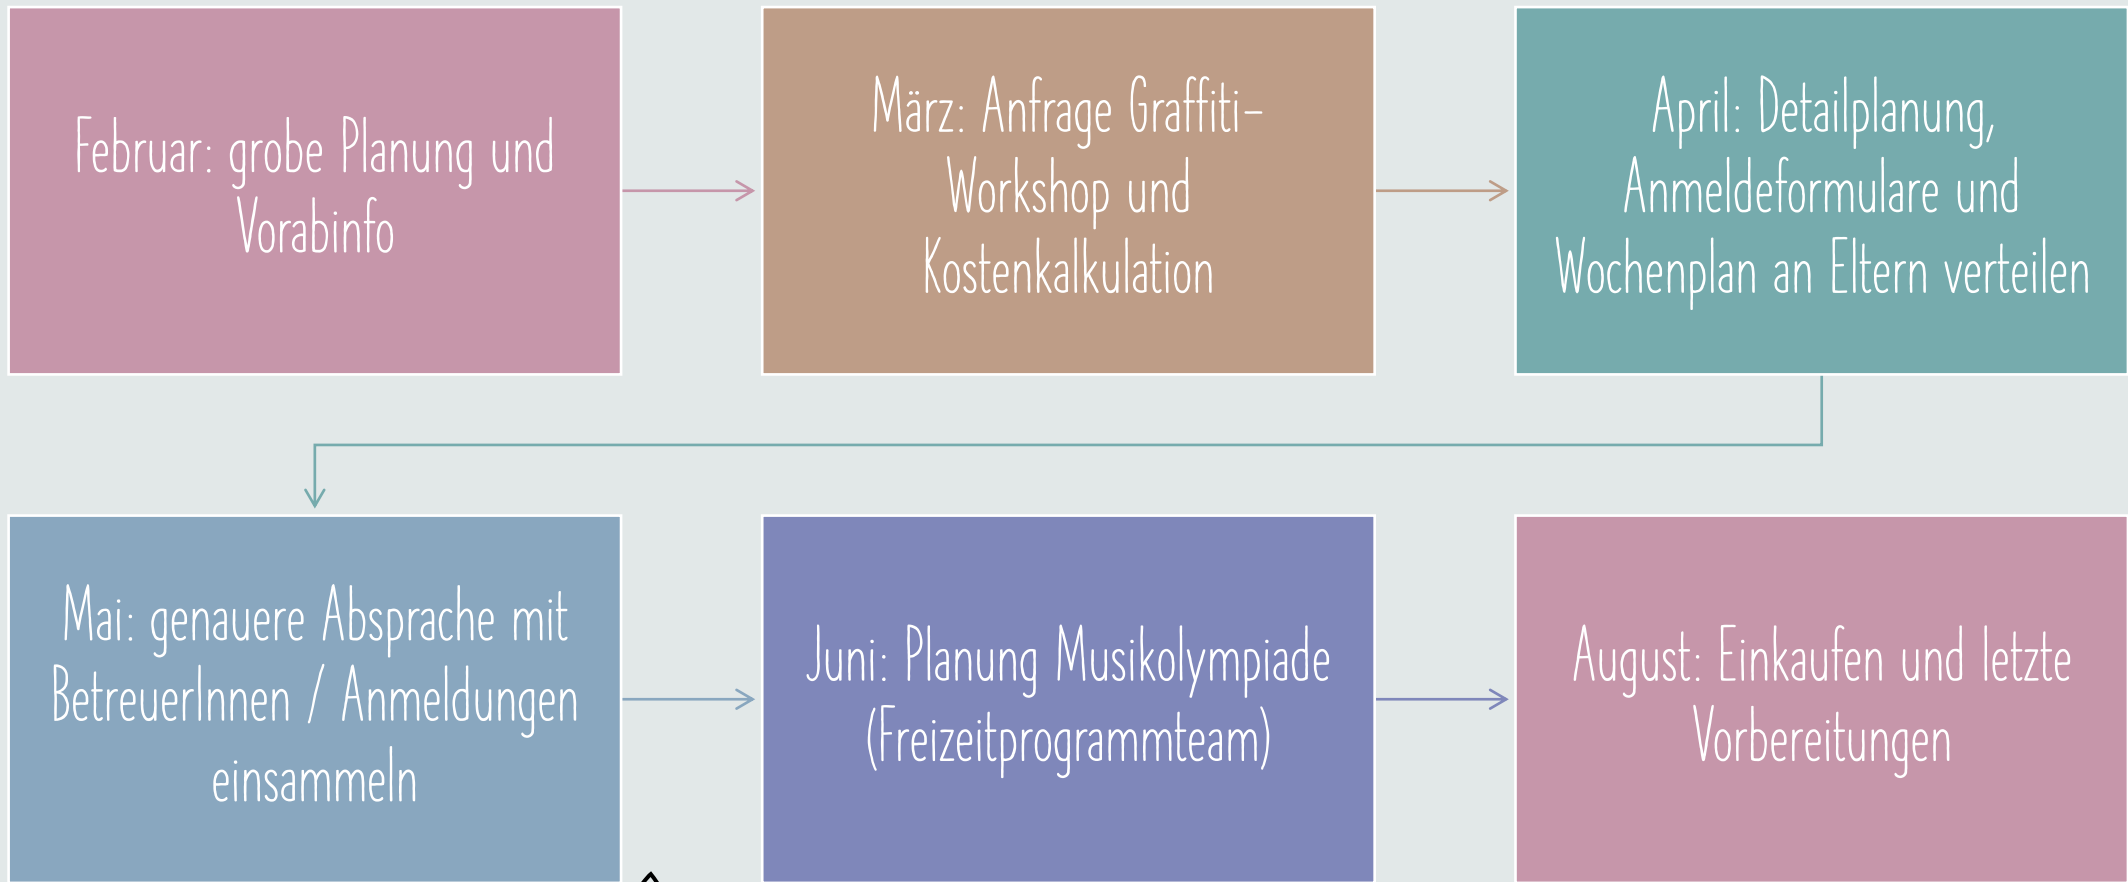 Februar: grobe Planung und
Vorabinfo
März: Anfrage Graffiti-
Workshop und
Kostenkalkulation
April: Detailplanung,
Anmeldeformulare und
Wochenplan an Eltern verteilen
Mai: genauere Absprache mit
BetreuerInnen / Anmeldungen
einsammeln
Juni: Planung Musikolympiade
(Freizeitprogrammteam)
August: Einkaufen und letzte
Vorbereitungen